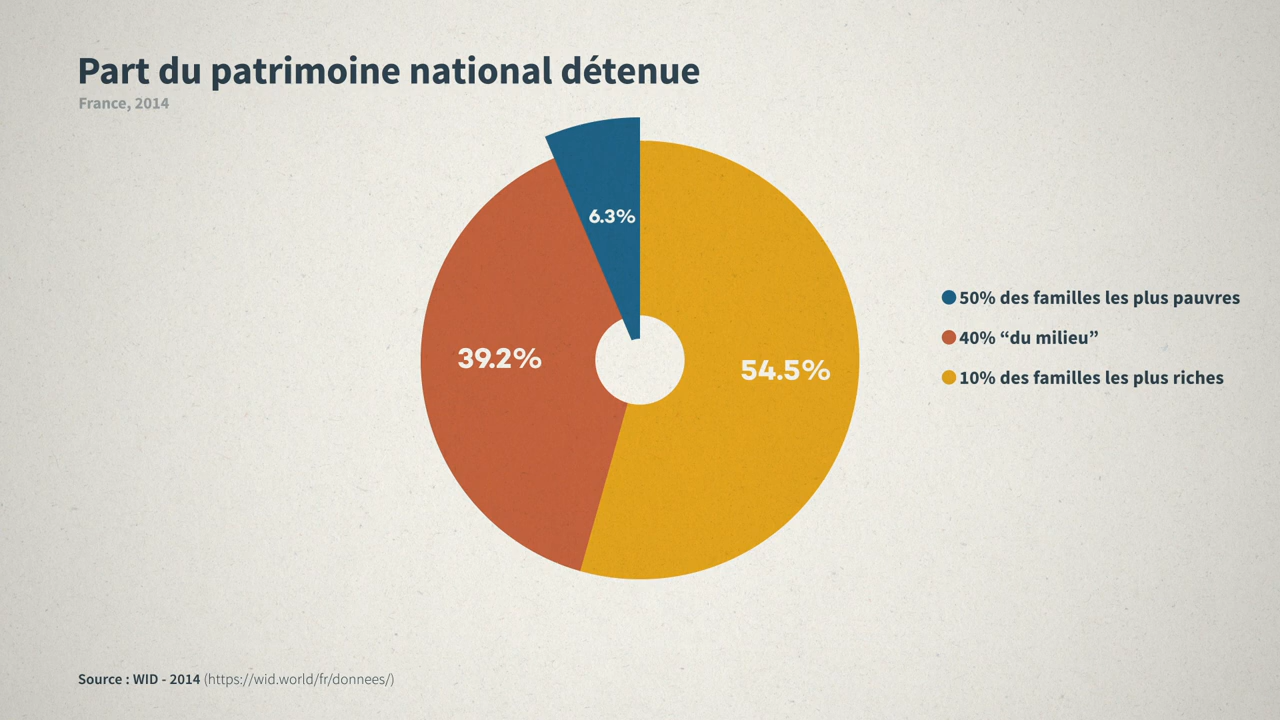 Part du patrimoine national détenue
France, 2014
6.3%
39.2%
54.5%
50% des familles les plus pauvres
40% “du milieu”
10% des familles les plus riches
Source : WID - 2014 (https://wid.world/fr/donnees/)